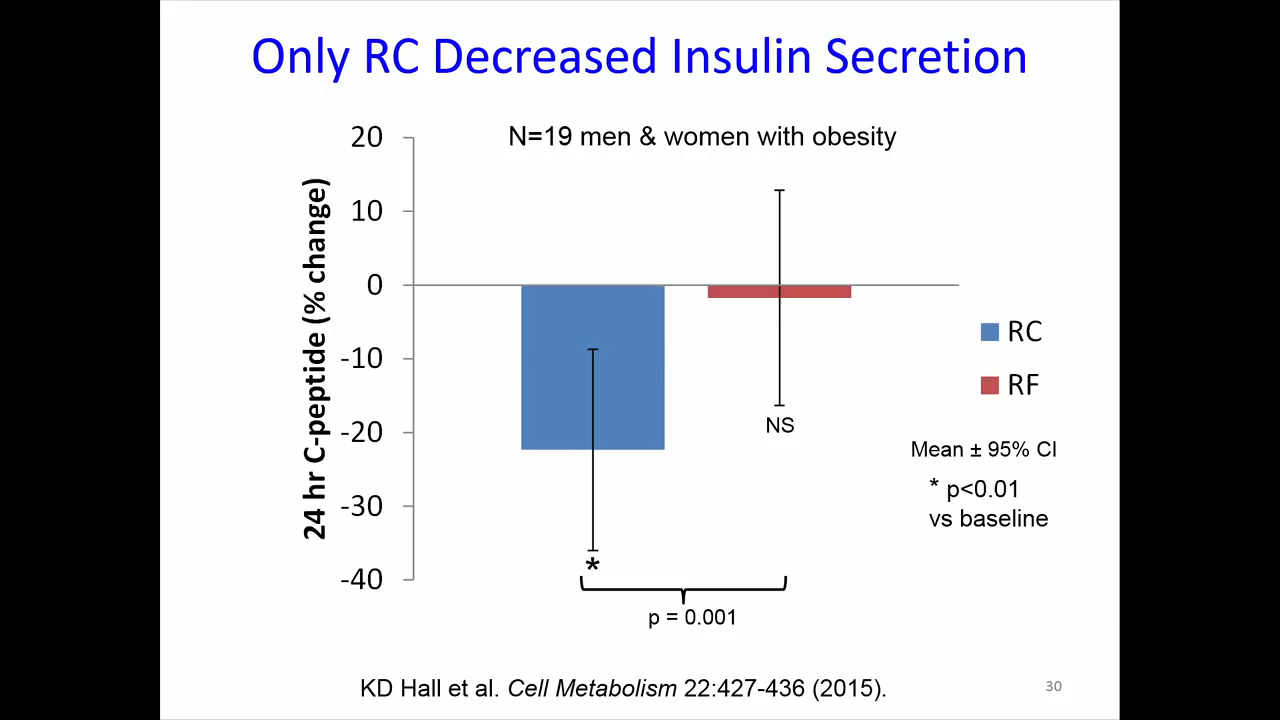 Only RC Decreased Insulin Secretion
N=19 men & women with obesity
24 hr C-peptide (% change)
20
10
0
-10
-20
-30
-40
NS
*
p = 0.001
RC
RF
Mean ± 95% CI
* p<0.01
vs baseline
KD Hall et al. Cell Metabolism 22:427-436 (2015).
30